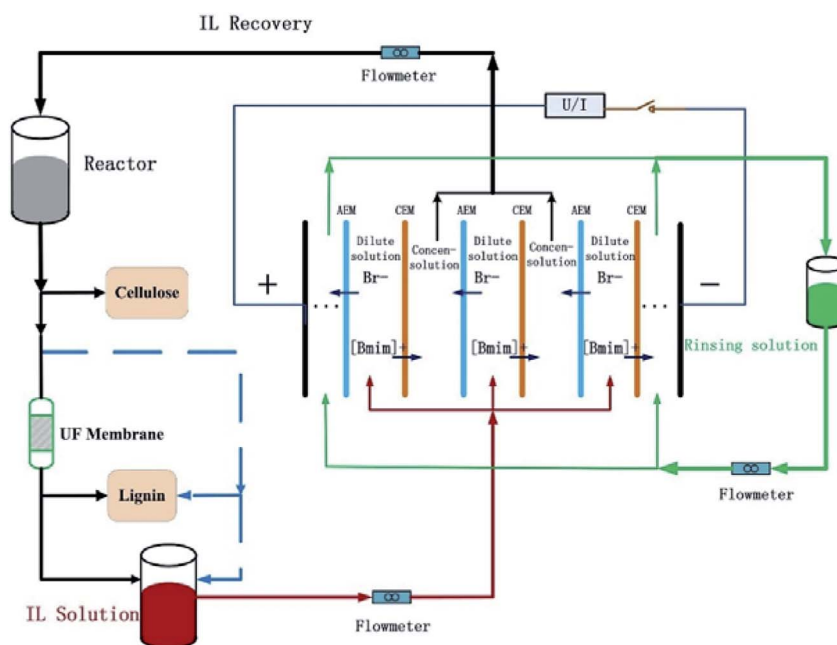 IL Recovery
Flowmeter
U/I
Reactor
AEM
CEM
AEM
CEM
AEM
CEM
Dilute
solution
Concen-
solution
Dilute
solution
Concen-
solution
Dilute
solution
+
Br-
Br-
Br-
−
...
...
Cellulose
[Bmim]+
[Bmim]+
[Bmim]+
Rinsing solution
UF Membrane
Lignin
Flowmeter
IL Solution
Flowmeter